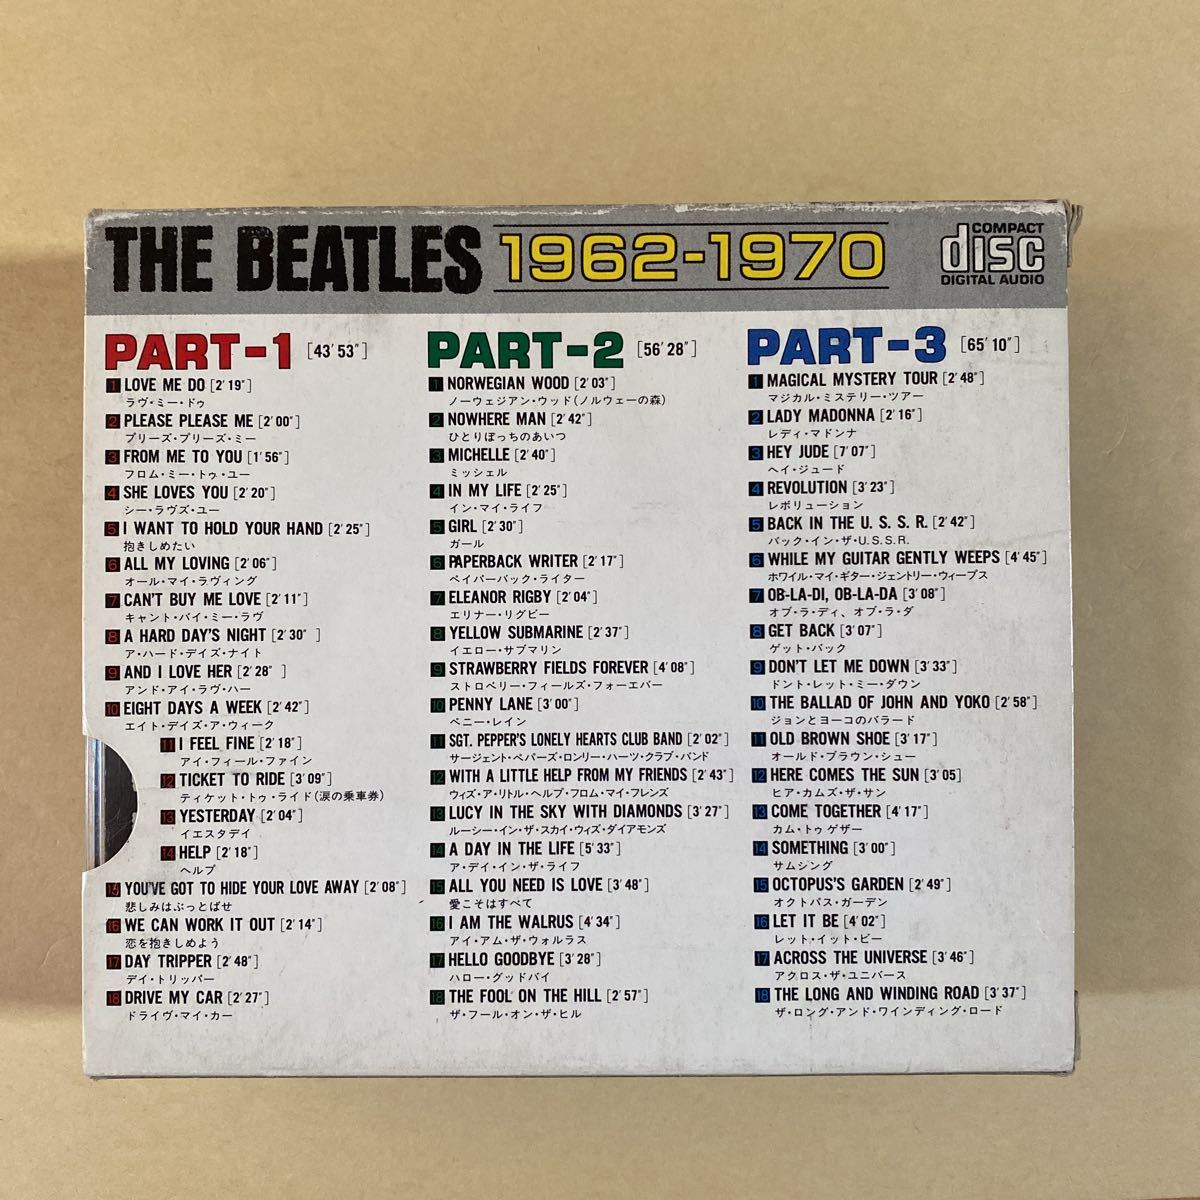 THE BEATLES 1962-1970
COMPACT
disc
DIGITAL AUDIO
PART-1 [43'53"]
1 LOVE ME DO [2'19"]
ラヴ・ミー・ドゥ
2 PLEASE PLEASE ME [2'00"]
プリーズ・プリーズ・ミー
3 FROM ME TO YOU [1'56"]
フロム・ミー・トゥ・ユー
4 SHE LOVES YOU [2'20"]
シー・ラヴズ・ユー
5 I WANT TO HOLD YOUR HAND [2'25"]
抱きしめたい
6 ALL MY LOVING [2'06"]
オール・マイ・ラヴィング
7 CAN'T BUY ME LOVE [2'11"]
キャント・バイ・ミー・ラヴ
8 A HARD DAY'S NIGHT [2'30" ]
ア・ハード・デイズ・ナイト
9 AND I LOVE HER [2'28" ]
アンド・アイ・ラヴ・ハー
10 EIGHT DAYS A WEEK [2'42"]
エイト・デイズ・ア・ウィーク
11 I FEEL FINE [2'18"]
アイ・フィール・ファイン
12 TICKET TO RIDE [3'09"]
ティケット・トゥ・ライド(涙の乗車券)
13 YESTERDAY [2'04"]
イエスタデイ
14 HELP [2'18"]
ヘルプ
15 YOU'VE GOT TO HIDE YOUR LOVE AWAY [2'08"]
悲しみはぶっとばせ
16 WE CAN WORK IT OUT [2'14"]
恋を抱きしめよう
17 DAY TRIPPER [2'48"]
デイ・トリッパー
18 DRIVE MY CAR [2'27"]
ドライヴ・マイ・カー
PART-2 [56'28"]
1 NORWEGIAN WOOD [2'03"]
ノーウェジアン・ウッド(ノルウェーの森)
2 NOWHERE MAN [2'42"]
ひとりぼっちのあいつ
3 MICHELLE [2'40"]
ミッシェル
4 IN MY LIFE [2'25"]
イン・マイ・ライフ
5 GIRL [2'30"]
ガール
6 PAPERBACK WRITER [2'17"]
ペイパーバック・ライター
7 ELEANOR RIGBY [2'04"]
エリナー・リグビー
8 YELLOW SUBMARINE [2'37"]
イエロー・サブマリン
9 STRAWBERRY FIELDS FOREVER [4'08"]
ストロベリー・フィールズ・フォーエバー
10 PENNY LANE [3'00"]
ペニー・レイン
11 SGT. PEPPER'S LONELY HEARTS CLUB BAND [2'02"]
サージェント・ペパーズ・ロンリー・ハーツ・クラブ・バンド
12 WITH A LITTLE HELP FROM MY FRIENDS [2'43"]
ウィズ・ア・リトル・ヘルプ・フロム・マイ・フレンズ
13 LUCY IN THE SKY WITH DIAMONDS [3'27"]
ルーシー・イン・ザ・スカイ・ウィズ・ダイアモンズ
14 A DAY IN THE LIFE [5'33"]
ア・デイ・イン・ザ・ライフ
15 ALL YOU NEED IS LOVE [3'48"]
愛こそはすべて
16 I AM THE WALRUS [4'34"]
アイ・アム・ザ・ウォルラス
17 HELLO GOODBYE [3'28"]
ハロー・グッドバイ
18 THE FOOL ON THE HILL [2'57"]
ザ・フール・オン・ザ・ヒル
PART-3 [65'10"]
1 MAGICAL MYSTERY TOUR [2'48"]
マジカル・ミステリー・ツアー
2 LADY MADONNA [2'16"]
レディ・マドンナ
3 HEY JUDE [7'07"]
ヘイ・ジュード
4 REVOLUTION [3'23"]
レボリューション
5 BACK IN THE U. S. S. R. [2'42"]
バック・イン・ザ・U.S.S.R.
6 WHILE MY GUITAR GENTLY WEEPS [4'45"]
ホワイル・マイ・ギター・ジェントリー・ウィープス
7 OB-LA-DI, OB-LA-DA [3'08"]
オブ・ラ・ディ、オブ・ラ・ダ
8 GET BACK [3'07"]
ゲット・バック
9 DON'T LET ME DOWN [3'33"]
ドント・レット・ミー・ダウン
10 THE BALLAD OF JOHN AND YOKO [2'58"]
ジョンとヨーコのバラード
11 OLD BROWN SHOE [3'17"]
オールド・ブラウン・シュー
12 HERE COMES THE SUN [3'05]
ヒア・カムズ・ザ・サン
13 COME TOGETHER [4'17"]
カム・トゥゲザー
14 SOMETHING [3'00"]
サムシング
15 OCTOPUS'S GARDEN [2'49"]
オクトパス・ガーデン
16 LET IT BE [4'02"]
レット・イット・ビー
17 ACROSS THE UNIVERSE [3'46"]
アクロス・ザ・ユニバース
18 THE LONG AND WINDING ROAD [3'37"]
ザ・ロング・アンド・ワインディング・ロード